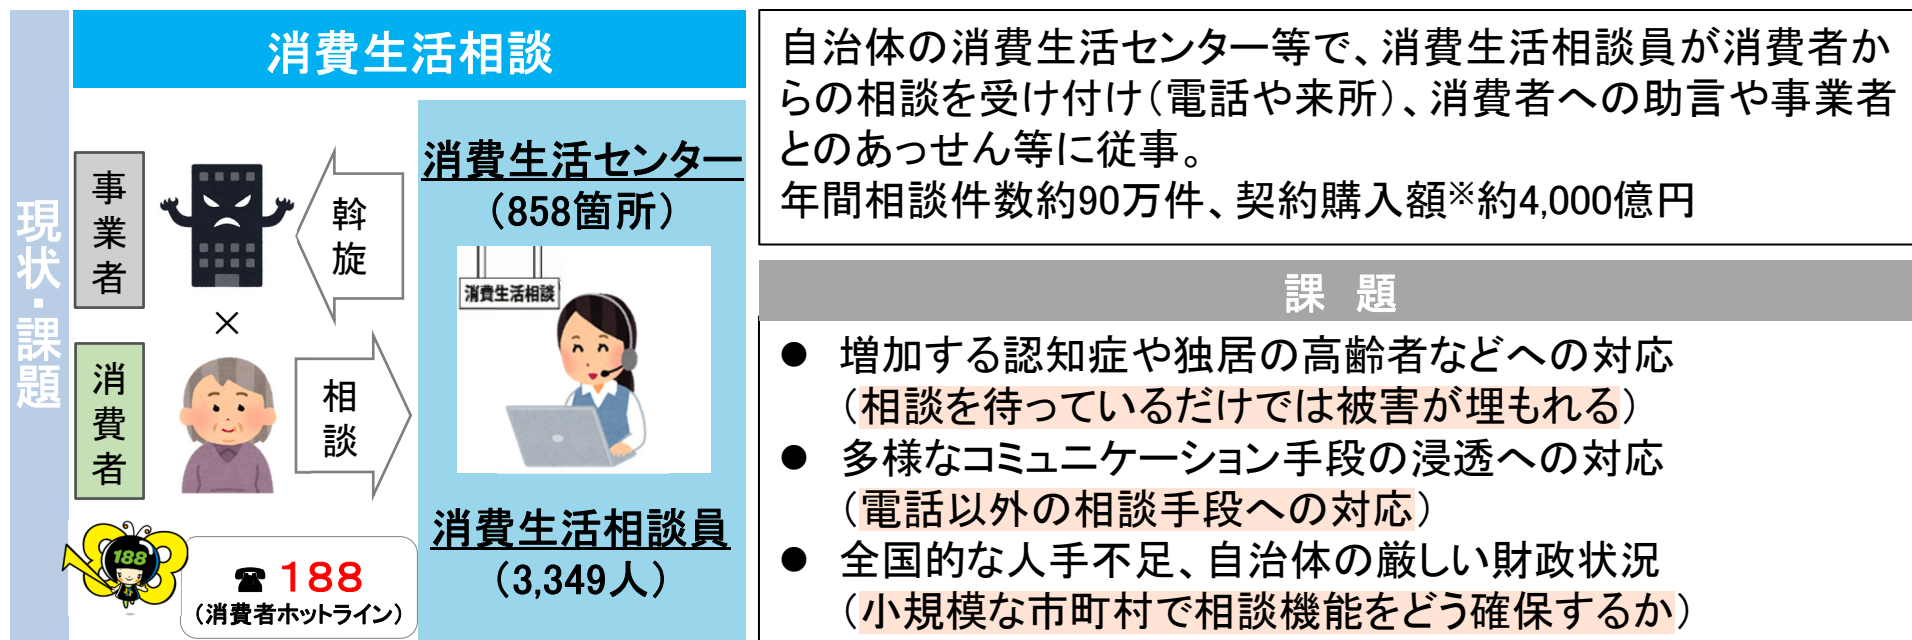 現状・課題
消費生活相談
事業者
斡旋
×
消費者
相談
188
☎ 188
(消費者ホットライン)
消費生活センター
(858箇所)
消費生活相談
消費生活相談員
(3,349人)
自治体の消費生活センター等で、消費生活相談員が消費者か
らの相談を受け付け(電話や来所)、消費者への助言や事業者
とのあっせん等に従事。
年間相談件数約90万件、契約購入額※約4,000億円
課 題
● 増加する認知症や独居の高齢者などへの対応
(相談を待っているだけでは被害が埋もれる)
● 多様なコミュニケーション手段の浸透への対応
(電話以外の相談手段への対応)
● 全国的な人手不足、自治体の厳しい財政状況
(小規模な市町村で相談機能をどう確保するか)